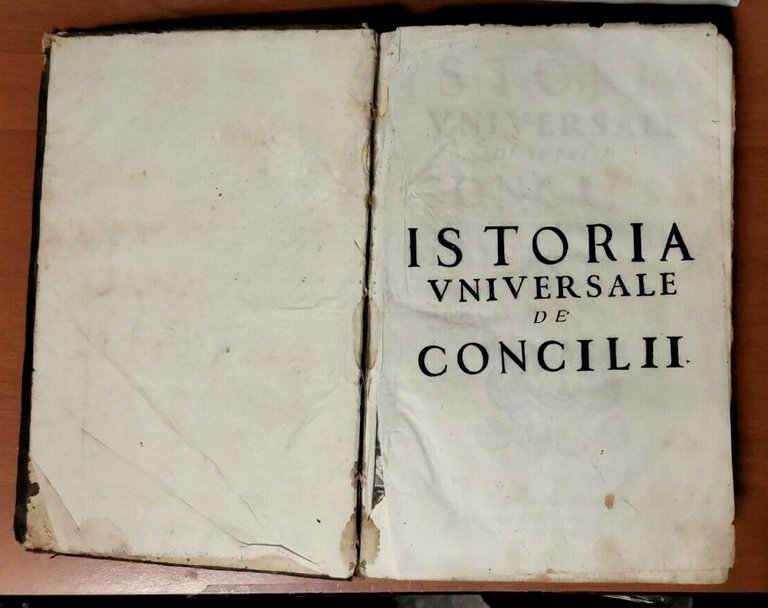 ISTORIA
VNIVERSALE
DE'
CONCILII.